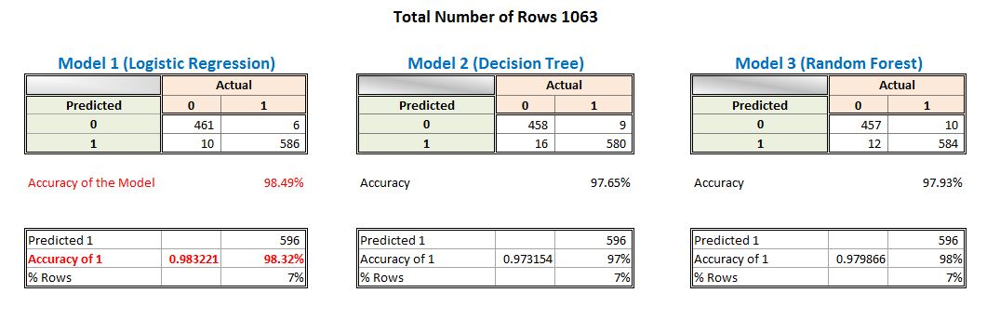 Total Number of Rows 1063
Model 1 (Logistic Regression) Model 2 (Decision Tree) Model 3 (Random Forest)
Actual Actual Actual
Predicted 0 1 Predicted 0 1 Predicted 0 1
0 461 6 0 458 9 0 457 10
1 10 586 1 16 580 1 12 584
Accuracy of the Model 98.49% Accuracy 97.65% Accuracy 97.93%
Predicted 1 596 Predicted 1 596 Predicted 1 596
Accuracy of 1 0.983221 98.32% Accuracy of 1 0.973154 97% Accuracy of 1 0.979866 98%
% Rows 7% % Rows 7% % Rows 7%